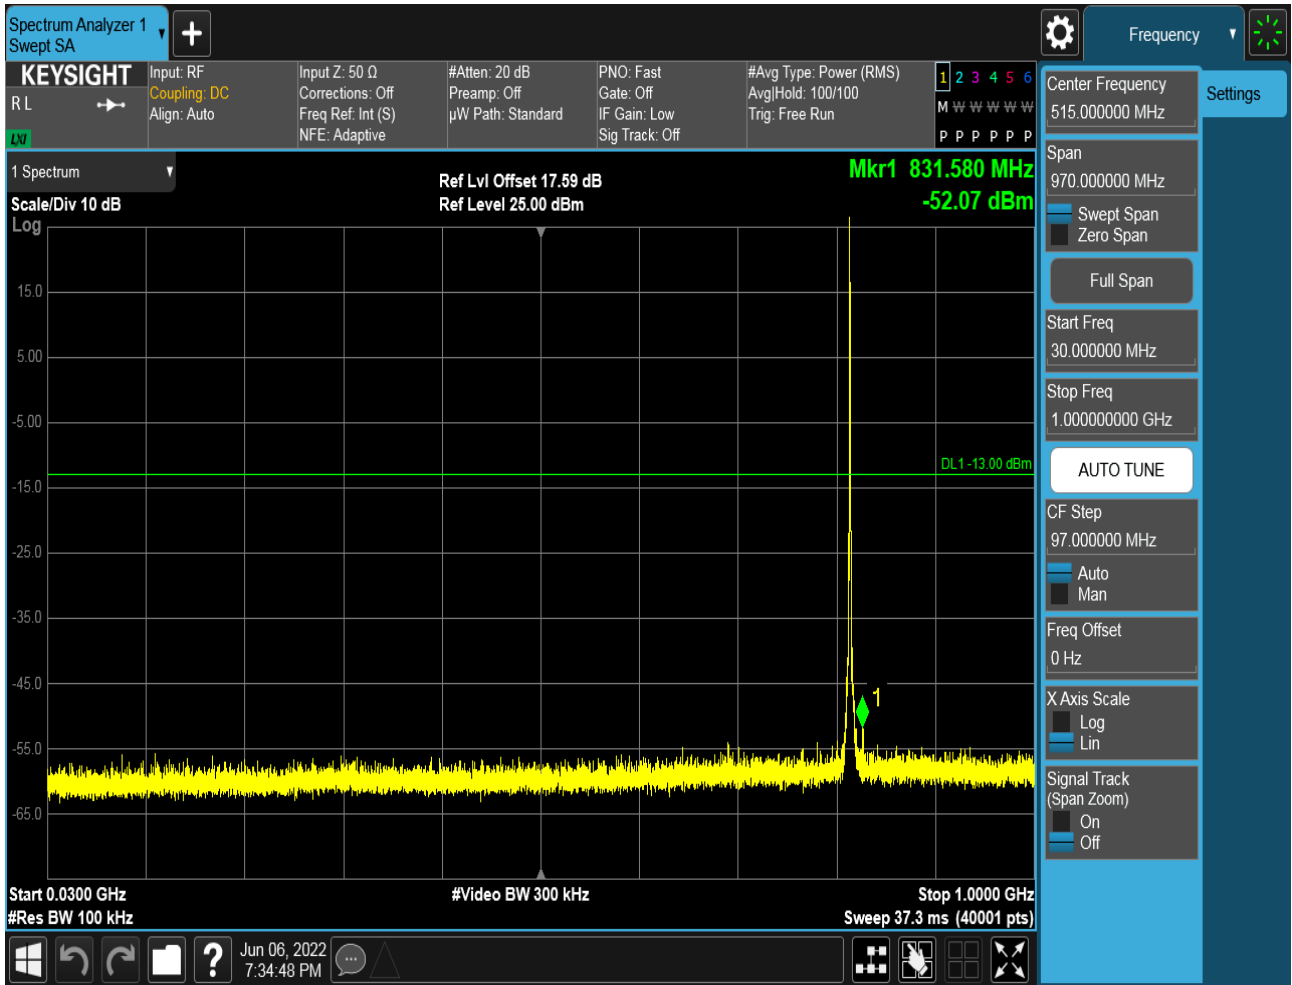 Spectrum Analyzer 1
Swept SA
Frequency
KEYSIGHT
R L
LXI
Input: RF
Coupling: DC
Align: Auto
Input Z: 50 Ω
Corrections: Off
Freq Ref: Int (S)
NFE: Adaptive
#Atten: 20 dB
Preamp: Off
µW Path: Standard
PNO: Fast
Gate: Off
IF Gain: Low
Sig Track: Off
#Avg Type: Power (RMS)
Avg|Hold: 100/100
Trig: Free Run
1 2 3 4 5 6
M W W W W W
P P P P P P
1 Spectrum
Scale/Div 10 dB
Log
Ref Lvl Offset 17.59 dB
Ref Level 25.00 dBm
Mkr1 831.580 MHz
-52.07 dBm
15.0
5.00
-5.00
-15.0
-25.0
-35.0
-45.0
-55.0
-65.0
DL1 -13.00 dBm
1
Start 0.0300 GHz
#Res BW 100 kHz
#Video BW 300 kHz
Stop 1.0000 GHz
Sweep 37.3 ms (40001 pts)
Center Frequency
515.000000 MHz
Span
970.000000 MHz
Swept Span
Zero Span
Full Span
Start Freq
30.000000 MHz
Stop Freq
1.000000000 GHz
AUTO TUNE
CF Step
97.000000 MHz
Auto
Man
Freq Offset
0 Hz
X Axis Scale
Log
Lin
Signal Track
(Span Zoom)
On
Off
Settings
?
Jun 06, 2022
7:34:48 PM